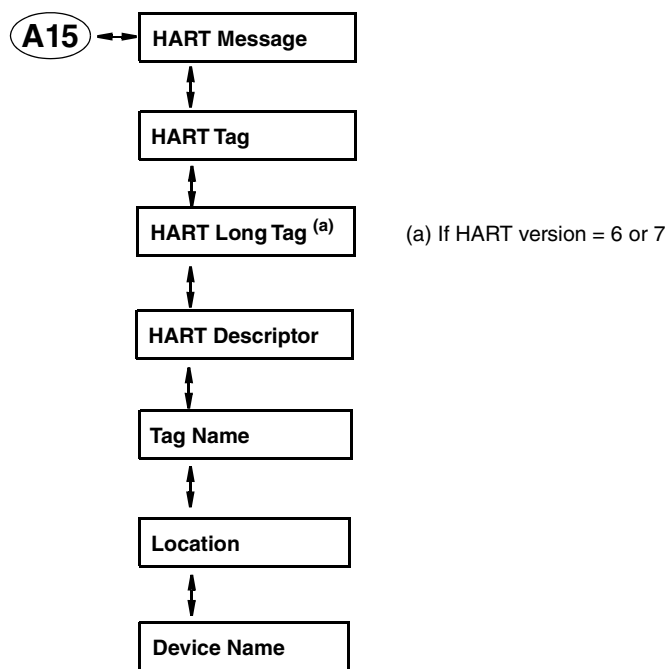 A15
HART Message
HART Tag
HART Long Tag (a)
(a) If HART version = 6 or 7
HART Descriptor
Tag Name
Location
Device Name